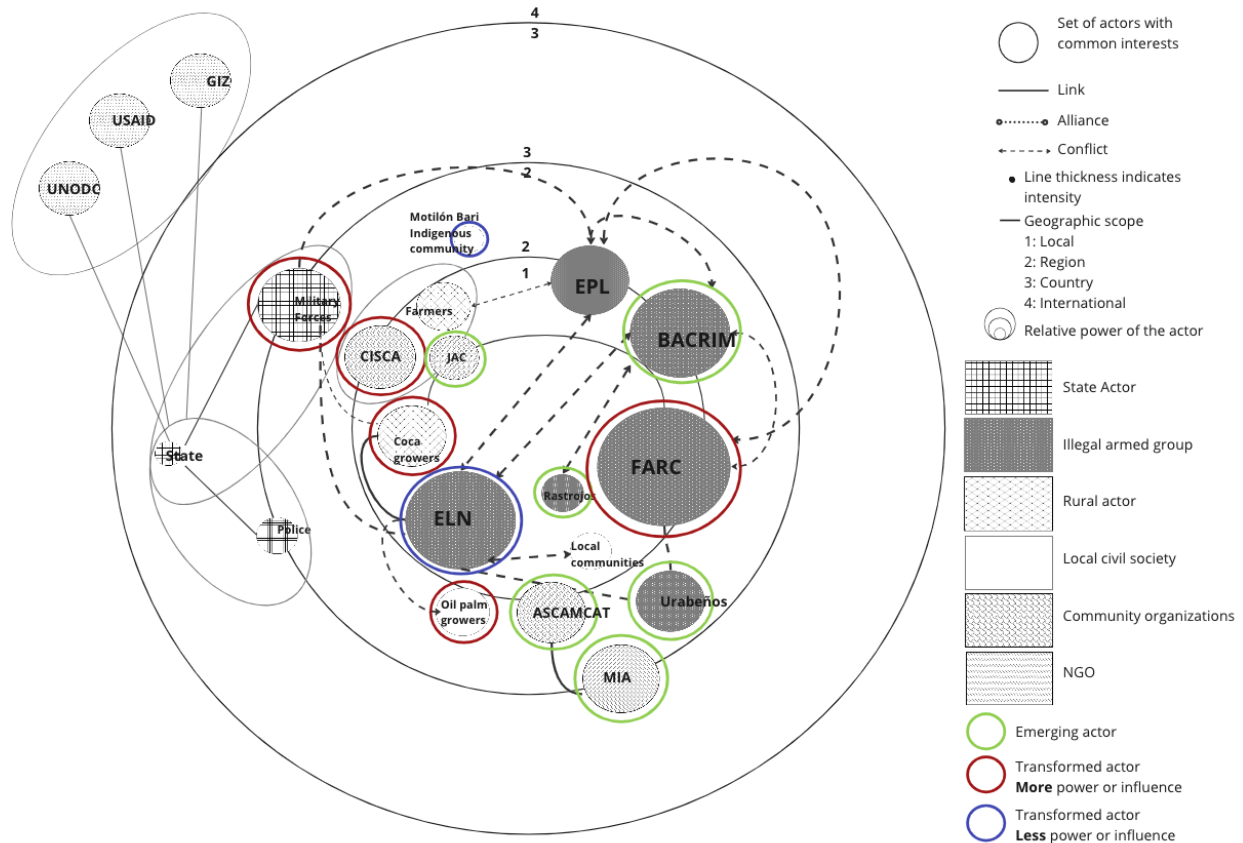 4
3
GIZ
USAID
UNODC
3
2
Motilón Bari
Indigenous
community
2
1
EPL
Military
Forces
Farmers
BACRIM
CISCA
JAC
Coca
growers
State
FARC
Rastrojos
ELN
Police
Local
communities
Oil palm
growers
ASCAMCAT
Urabeños
MIA
Set of actors with
common interests
Link
Alliance
Conflict
Line thickness indicates
intensity
Geographic scope
1: Local
2: Region
3: Country
4: International
Relative power of the actor
State Actor
Illegal armed group
Rural actor
Local civil society
Community organizations
NGO
Emerging actor
Transformed actor
More power or influence
Transformed actor
Less power or influence